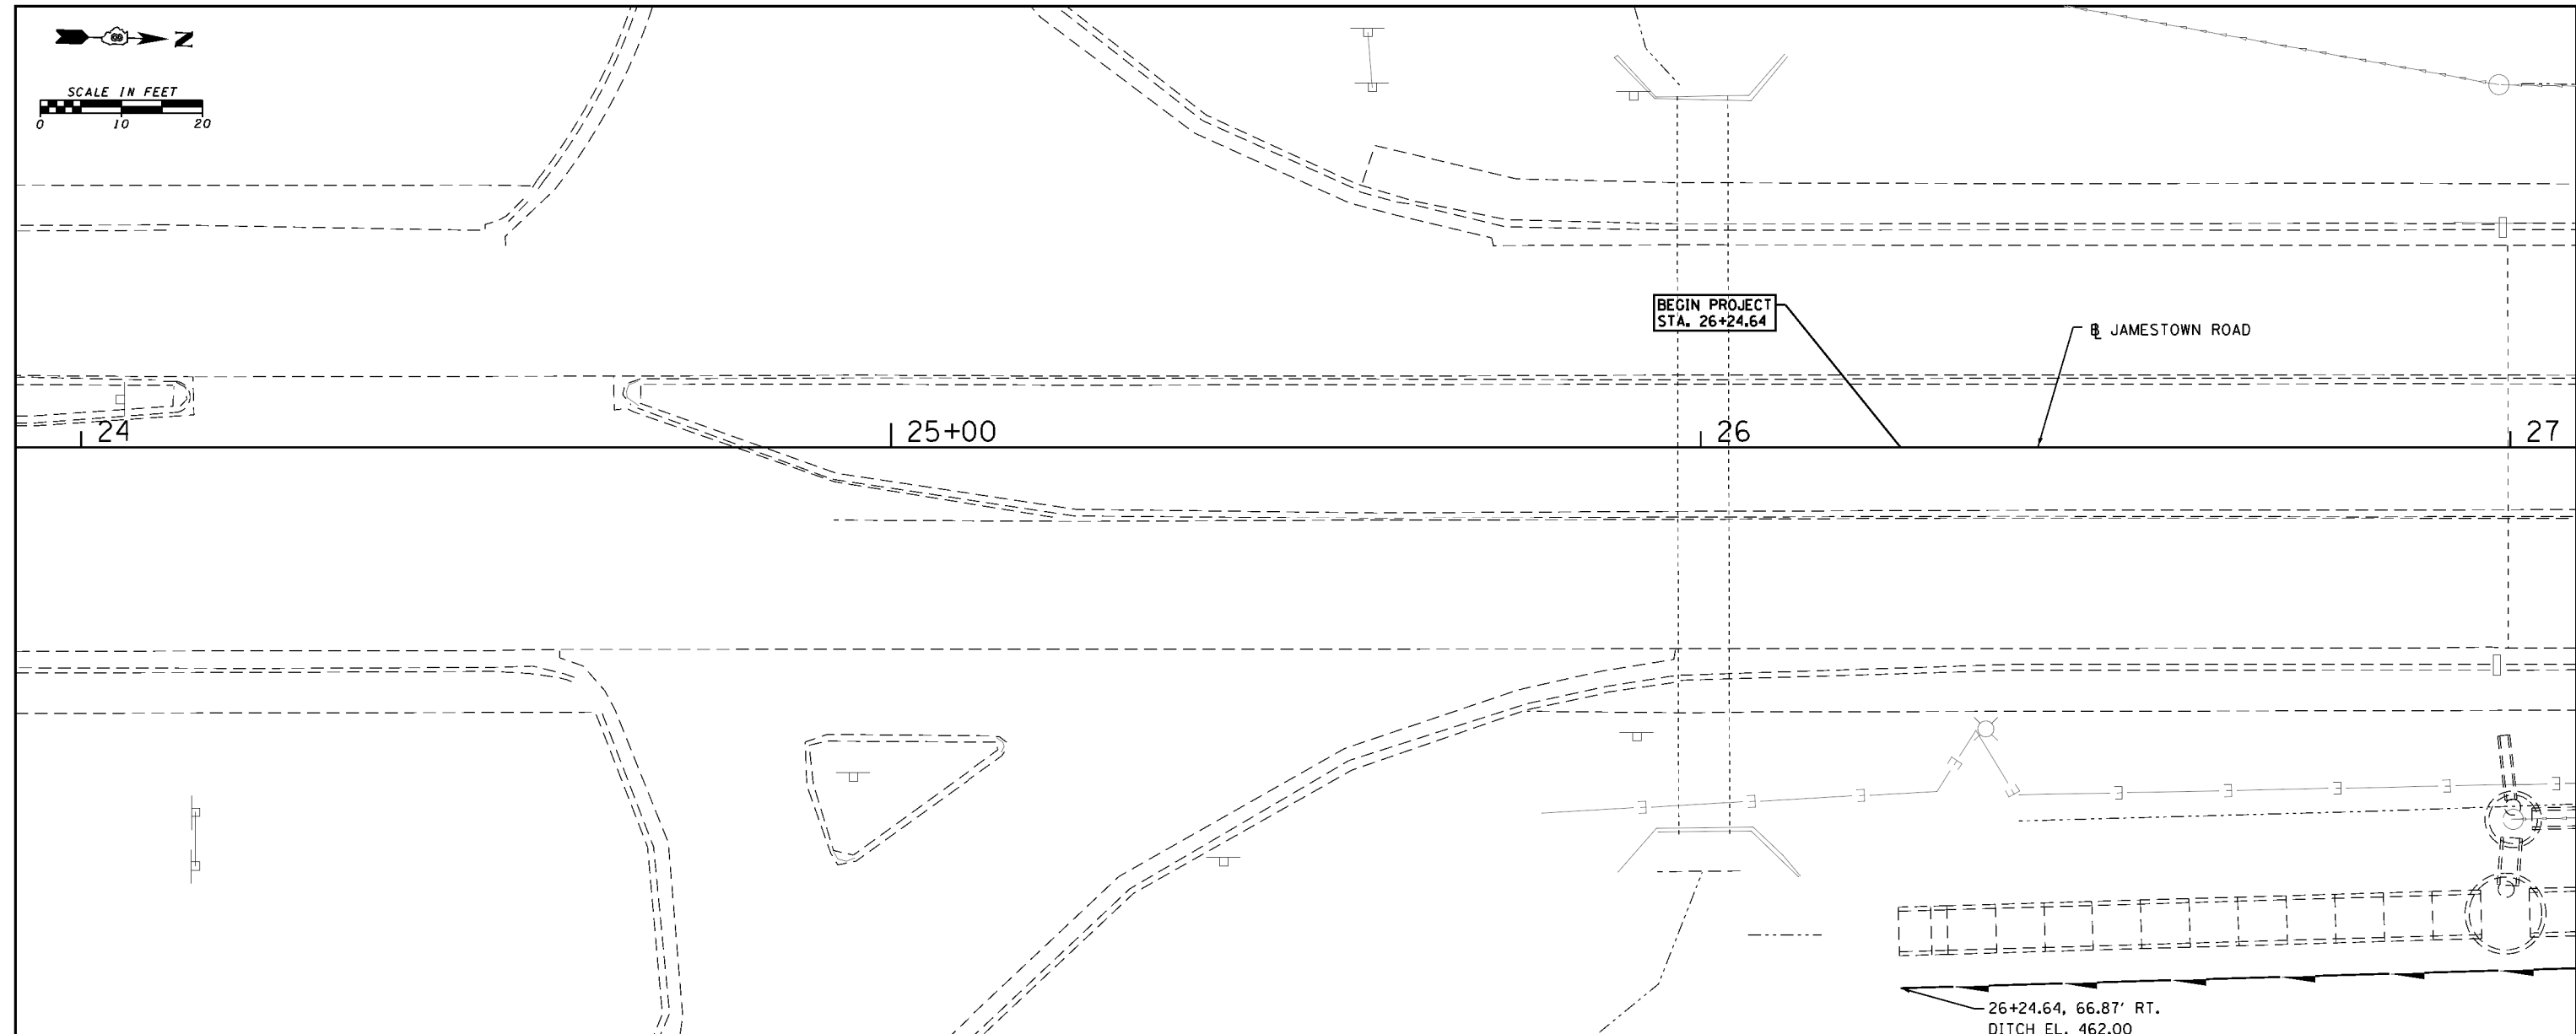 N
SCALE IN FEET
0 10 20
BEGIN PROJECT
STA. 26+24.64
BL JAMESTOWN ROAD
24 25+00 26 27
E E E E E E E E E E
26+24.64, 66.87' RT.
DITCH EL. 462.00